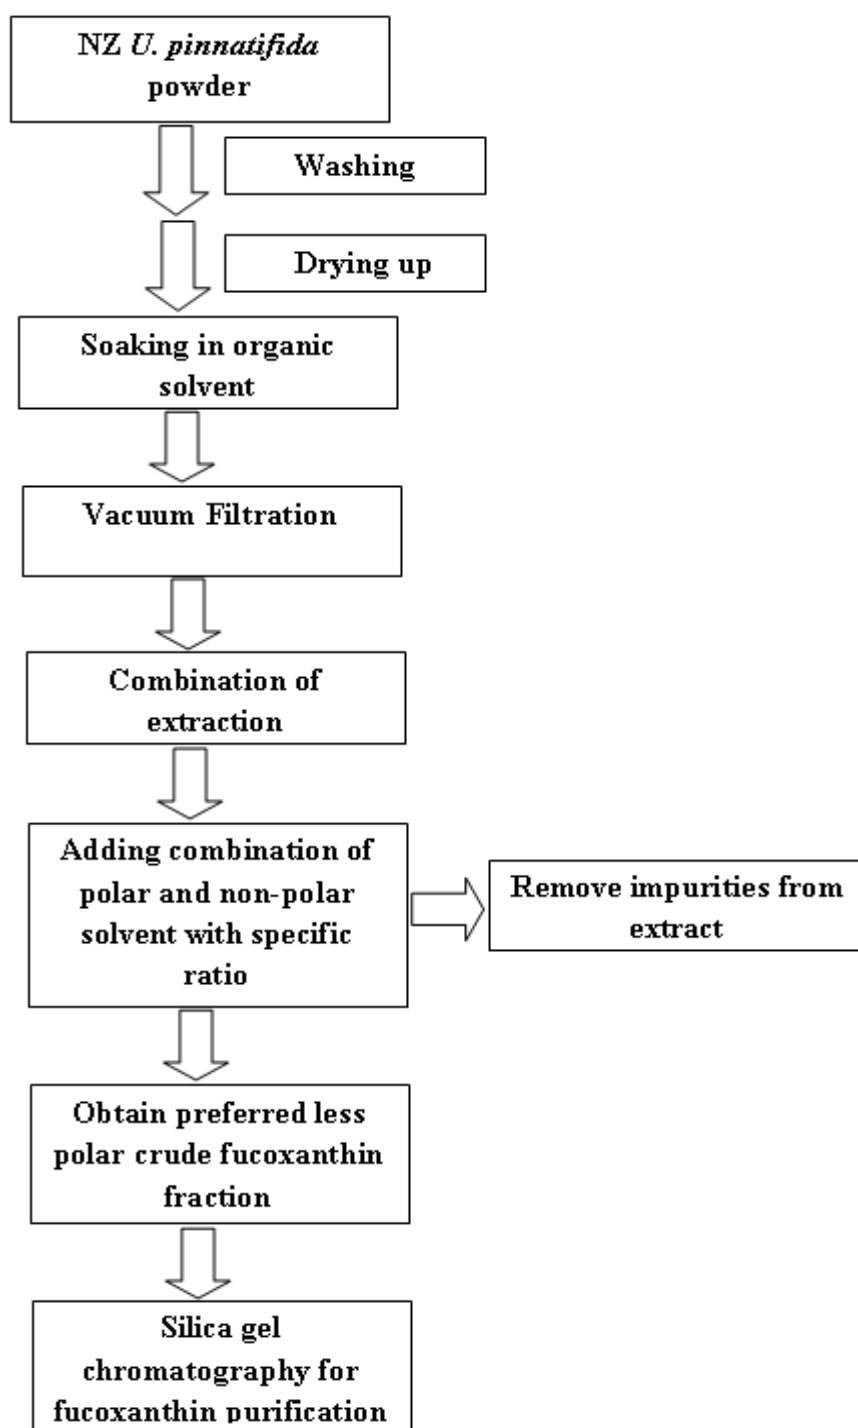 NZ U. pinnatifida
powder
Washing
Drying up
Soaking in organic
solvent
Vacuum Filtration
Combination of
extraction
Adding combination of
polar and non-polar
solvent with specific
ratio
Remove impurities from
extract
Obtain preferred less
polar crude fucoxanthin
fraction
Silica gel
chromatography for
fucoxanthin purification